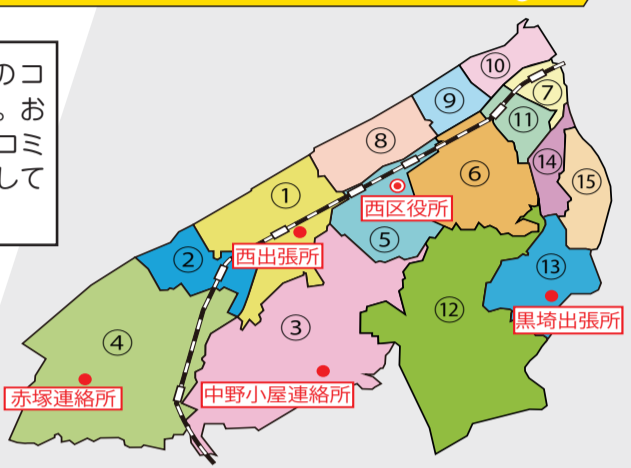 のコ
。お
コミ
して
⑩
⑨
⑦
⑧
⑪
⑭
⑥
⑮
①
西区役所
⑤
西出張所
②
⑬
③
⑫
黒埼出張所
④
赤塚連絡所
中野小屋連絡所